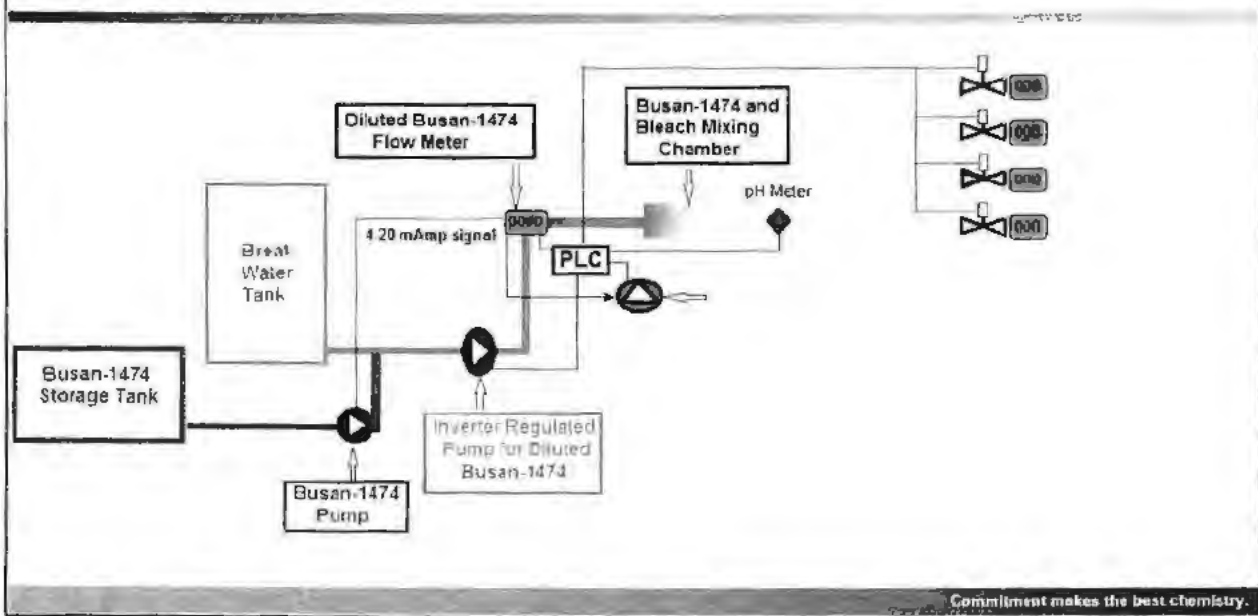 Diluted Busan-1474
Flow Meter
Busan-1474 and
Bleach Mixing
Chamber
pH Meter
4 20 mAmp signal
Break
Water
Tank
PLC
Busan-1474
Storage Tank
Inverter Regulated
Pump for Diluted
Busan-1474
Busan-1474
Pump
Commitment makes the best chemistry